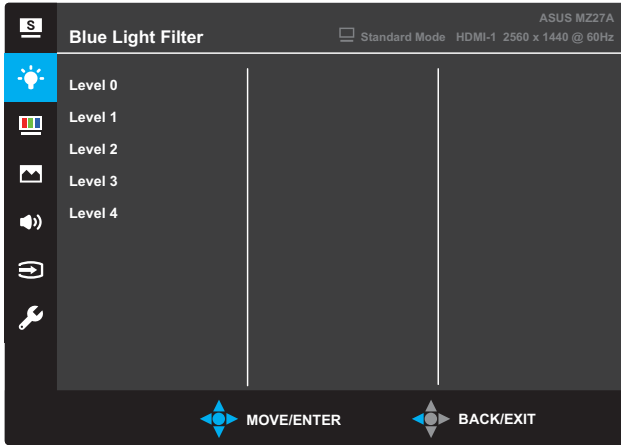 S
ASUS MZ27A
Blue Light Filter
Standard Mode HDMI-1 2560 x 1440 @ 60Hz
Level 0
Level 1
Level 2
Level 3
Level 4
MOVE/ENTER BACK/EXIT